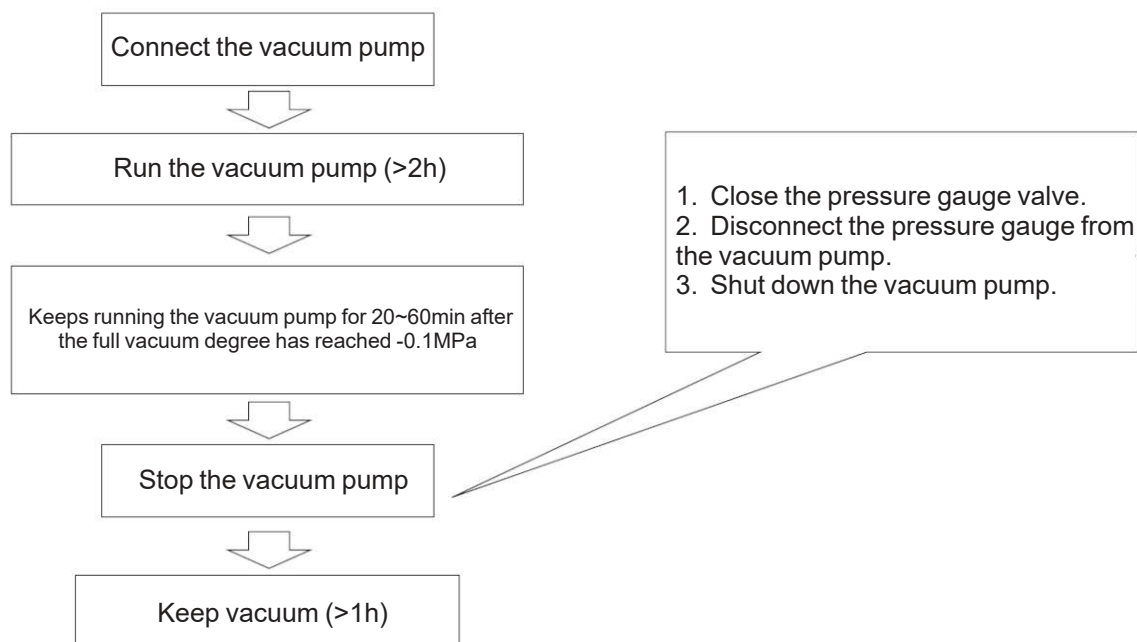 Connect the vacuum pump
Run the vacuum pump (>2h)
Keeps running the vacuum pump for 20~60min after
the full vacuum degree has reached -0.1MPa
Stop the vacuum pump
1. Close the pressure gauge valve.
2. Disconnect the pressure gauge from
the vacuum pump.
3. Shut down the vacuum pump.
Keep vacuum (>1h)